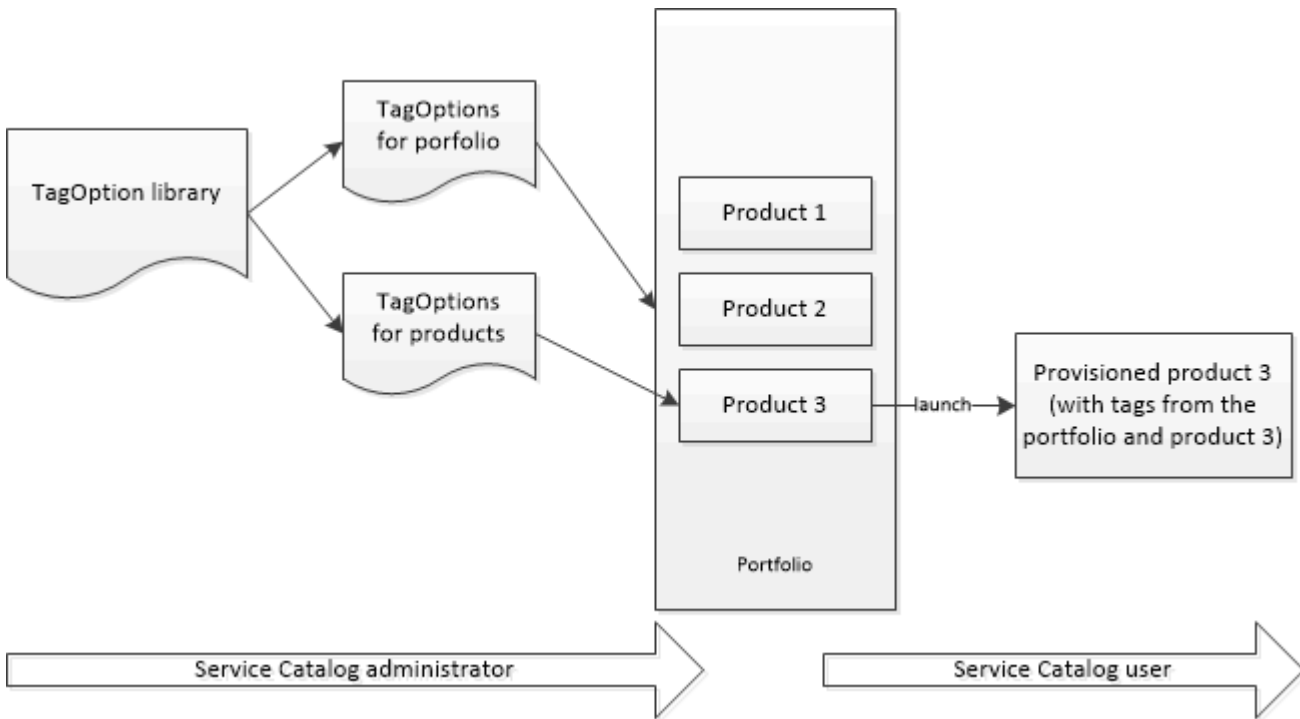 TagOption library
TagOptions
for porfolio
TagOptions
for products
Product 1
Product 2
Product 3
Portfolio
launch
Provisioned product 3
(with tags from the
portfolio and product 3)
Service Catalog administrator
Service Catalog user